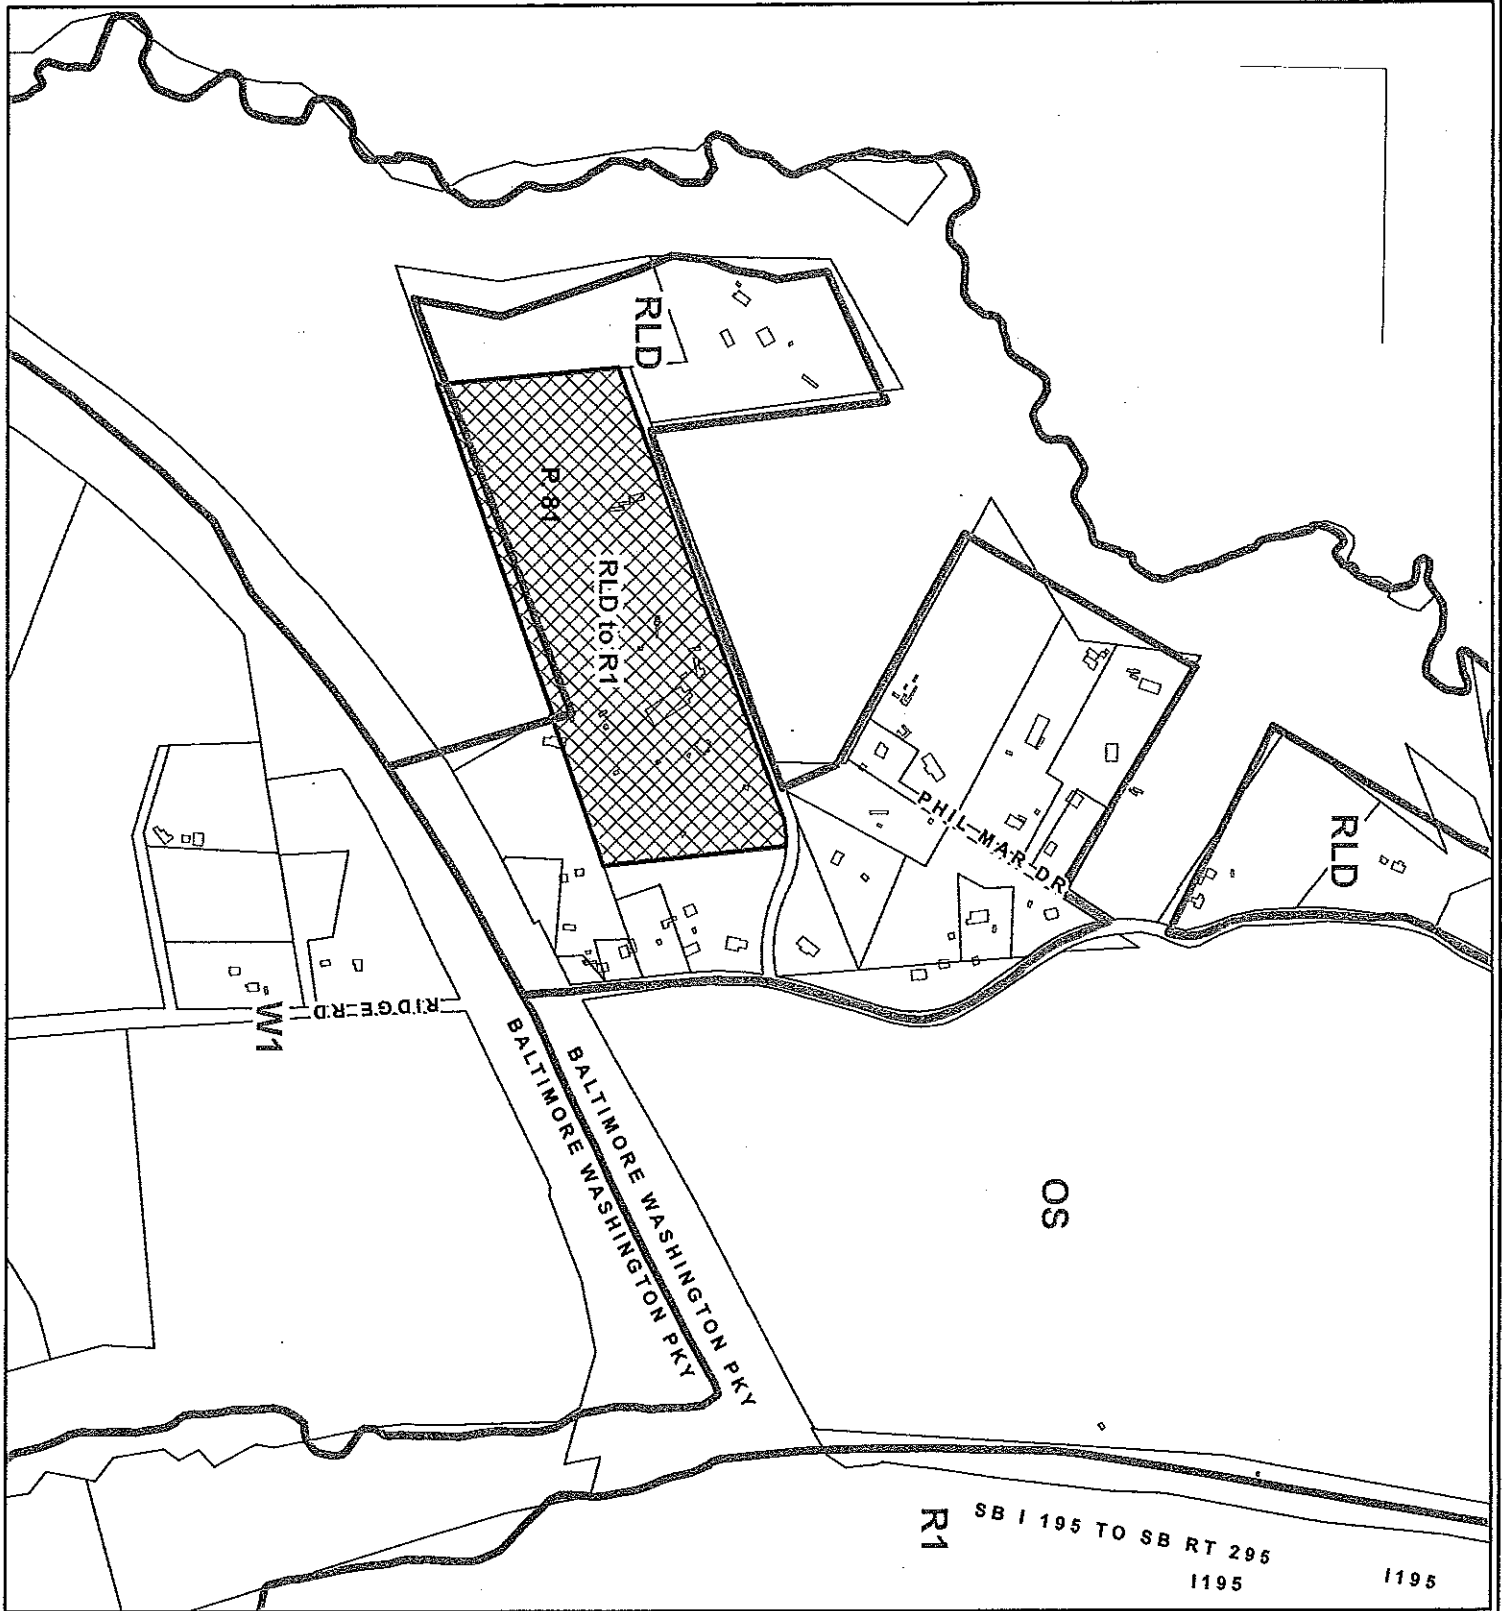 RLD
P 81
RLD to R1
PHIL-MAR-DR
RLD
RIDGE-RD
W1
BALTIMORE WASHINGTON PKY
BALTIMORE WASHINGTON PKY
OS
R1
SB I 195 TO SB RT 295
I195
I195